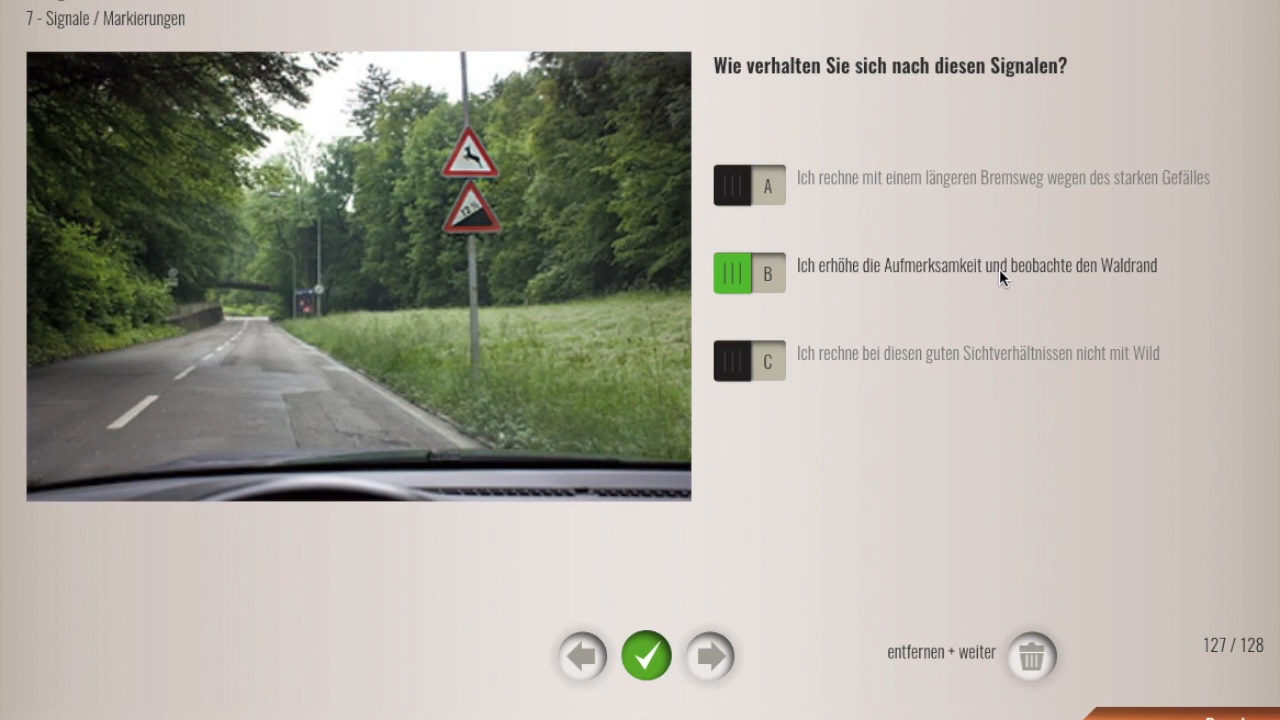 7 - Signale / Markierungen
Wie verhalten Sie sich nach diesen Signalen?
12%
A Ich rechne mit einem längeren Bremsweg wegen des starken Gefälles
B Ich erhöhe die Aufmerksamkeit und beobachte den Waldrand
C Ich rechne bei diesen guten Sichtverhältnissen nicht mit Wild
entfernen + weiter
127 / 128